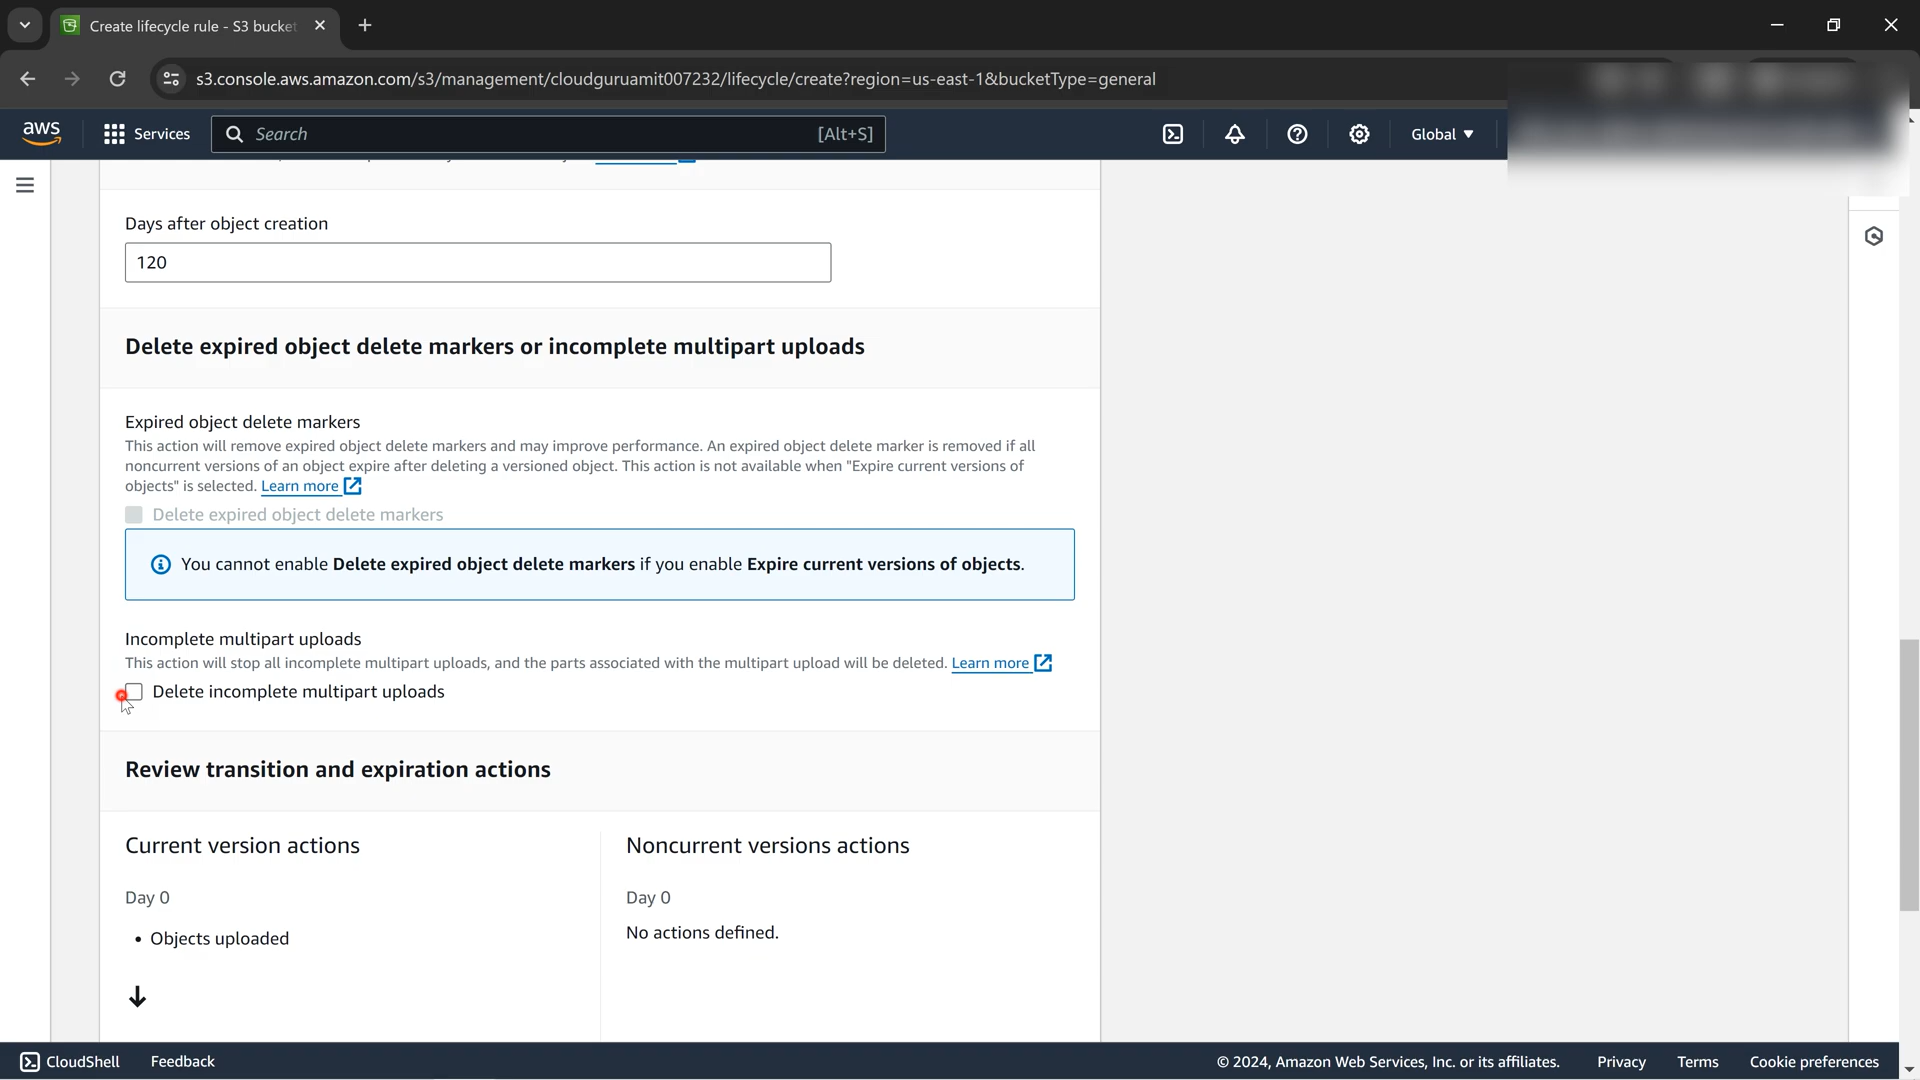 Create lifecycle rule - S3 bucket
s3.console.aws.amazon.com/s3/management/cloudguruamit007232/lifecycle/create?region=us-east-1&bucketType=general
aws
Services
Search
[Alt+S]
Global
Days after object creation
120
Delete expired object delete markers or incomplete multipart uploads
Expired object delete markers
This action will remove expired object delete markers and may improve performance. An expired object delete marker is removed if all
noncurrent versions of an object expire after deleting a versioned object. This action is not available when "Expire current versions of
objects" is selected. Learn more
Delete expired object delete markers
You cannot enable Delete expired object delete markers if you enable Expire current versions of objects.
Incomplete multipart uploads
This action will stop all incomplete multipart uploads, and the parts associated with the multipart upload will be deleted. Learn more
Delete incomplete multipart uploads
Review transition and expiration actions
Current version actions
Noncurrent versions actions
Day 0
Day 0
• Objects uploaded
No actions defined.
CloudShell
Feedback
© 2024, Amazon Web Services, Inc. or its affiliates.
Privacy
Terms
Cookie preferences